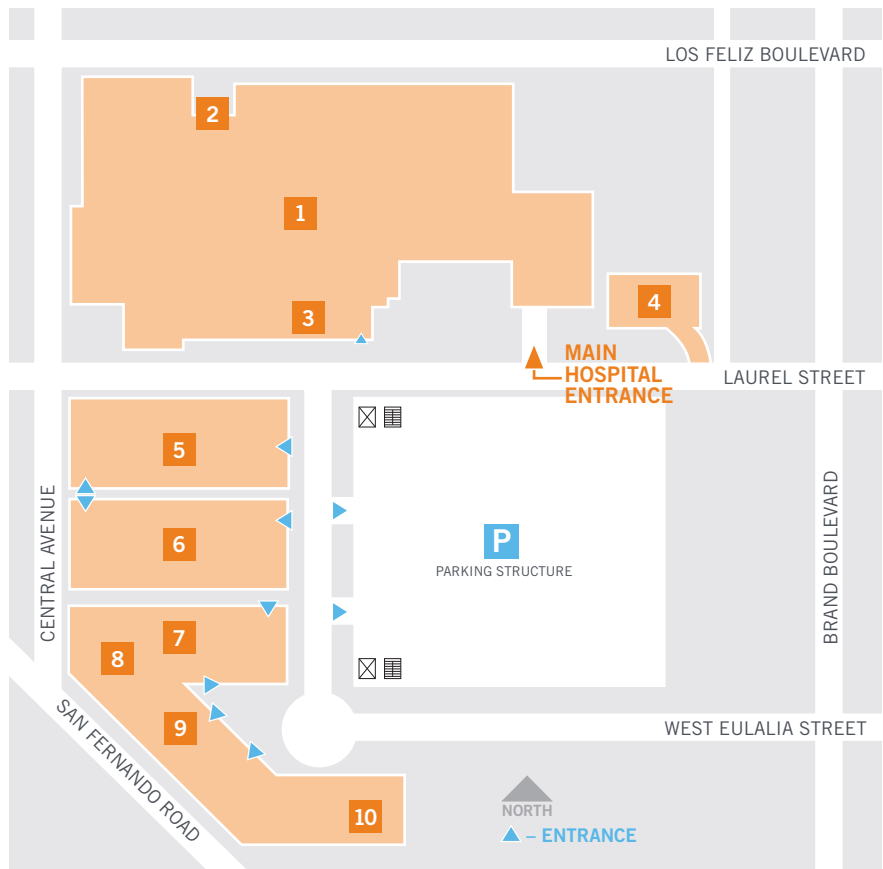 LOS FELIZ BOULEVARD
2
1
4
3
MAIN
HOSPITAL
ENTRANCE
LAUREL STREET
5
CENTRAL AVENUE
6
P
PARKING STRUCTURE
BRAND BOULEVARD
7
8
9
SAN FERNANDO ROAD
WEST EULALIA STREET
10
NORTH
– ENTRANCE